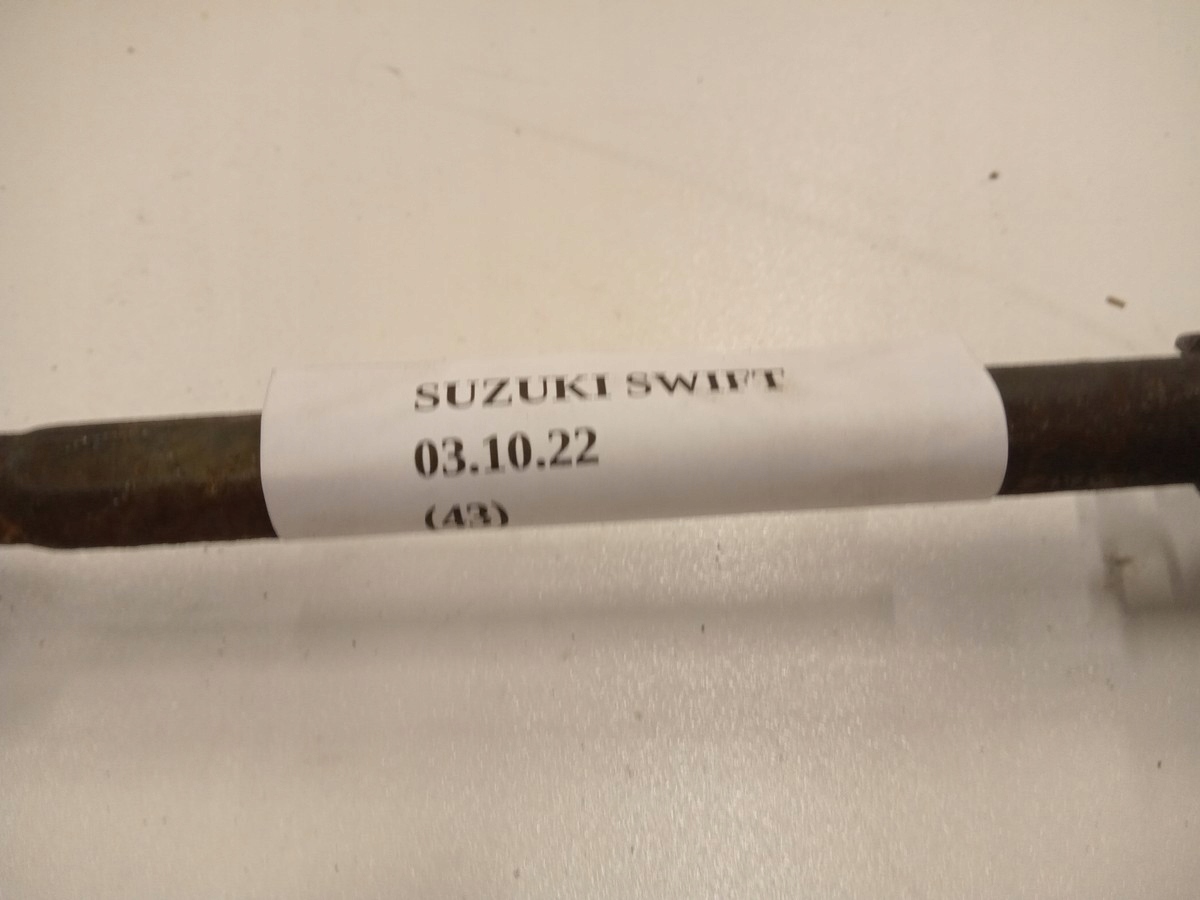 SUZUKI SWIFT
03.10.22
(43)